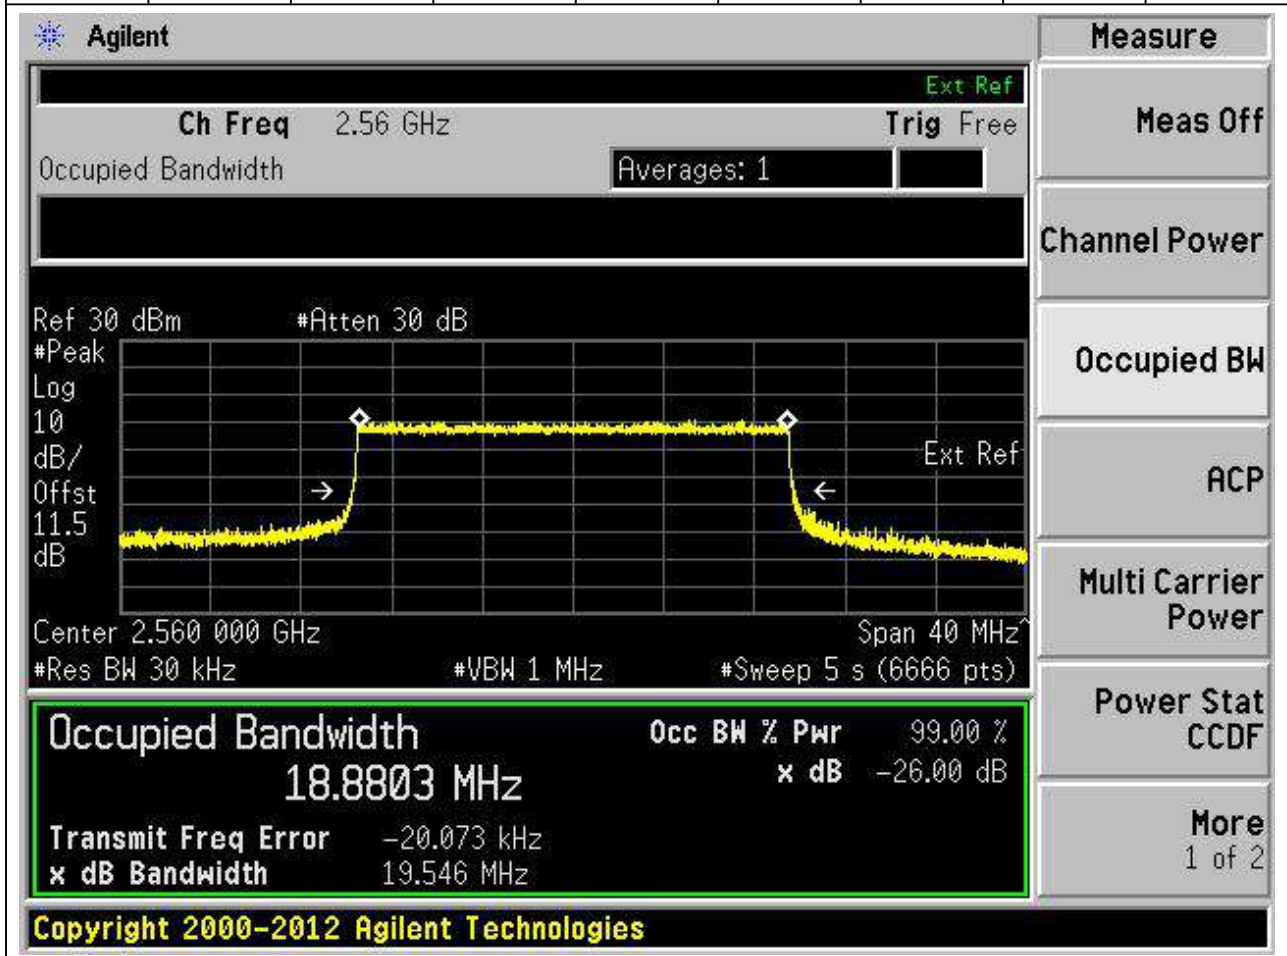 Agilent
Measure
Ext Ref
Ch Freq 2.56 GHz Trig Free
Meas Off
Occupied Bandwidth Averages: 1
Channel Power
Ref 30 dBm #Atten 30 dB
#Peak
Log
10
dB/
Offst
11.5
dB
Ext Ref
Occupied BW
ACP
Center 2.560 000 GHz Span 40 MHz^
#Res BW 30 kHz #VBW 1 MHz #Sweep 5 s (6666 pts)
Multi Carrier
Power
Occupied Bandwidth Occ BW % Pwr 99.00 %
18.8803 MHz x dB -26.00 dB
Power Stat
CCDF
Transmit Freq Error -20.073 kHz
x dB Bandwidth 19.546 MHz
More
1 of 2
Copyright 2000-2012 Agilent Technologies